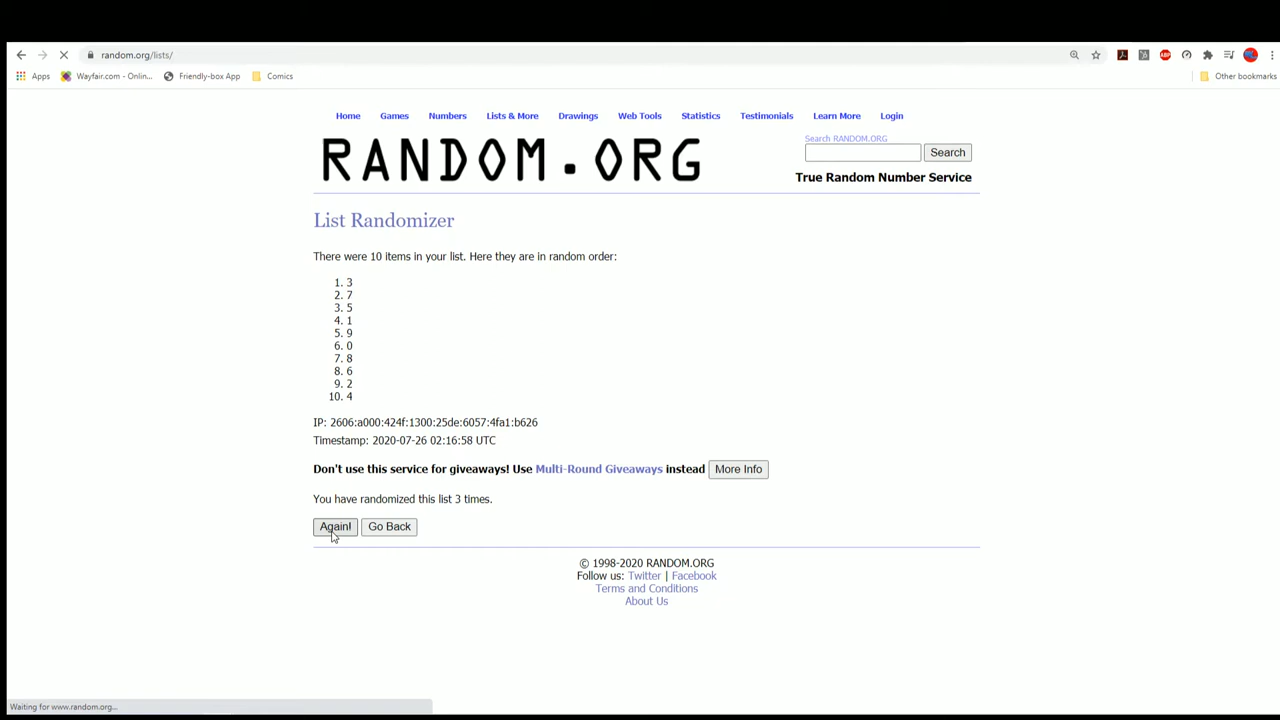 random.org/lists/
Apps Wayfair.com - Onlin... Friendly-box App Comics Other bookmarks
Home Games Numbers Lists & More Drawings Web Tools Statistics Testimonials Learn More Login
Search RANDOM.ORG
RANDOM.ORG
Search
True Random Number Service
List Randomizer
There were 10 items in your list. Here they are in random order:
1. 3
2. 7
3. 5
4. 1
5. 9
6. 0
7. 8
8. 6
9. 2
10. 4
IP: 2606:a000:424f:1300:25de:6057:4fa1:b626
Timestamp: 2020-07-26 02:16:58 UTC
Don't use this service for giveaways! Use Multi-Round Giveaways instead More Info
You have randomized this list 3 times.
Again! Go Back
© 1998-2020 RANDOM.ORG
Follow us: Twitter | Facebook
Terms and Conditions
About Us
Waiting for www.random.org...